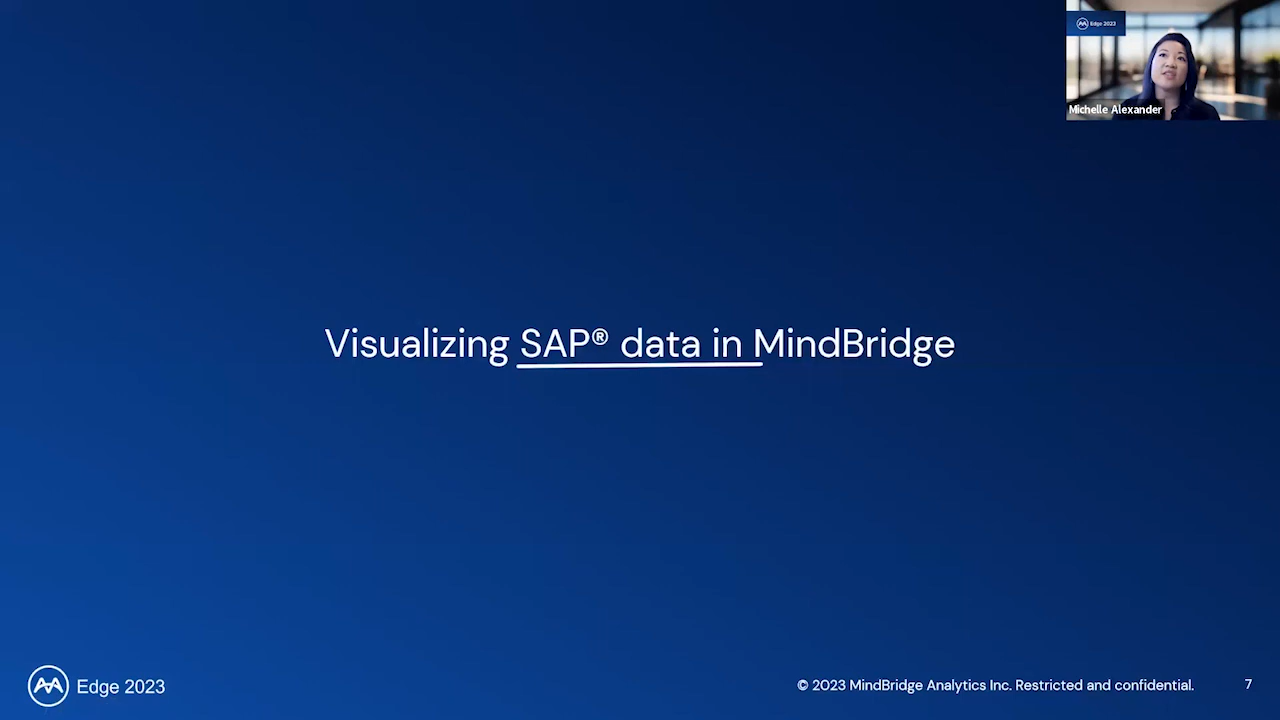 Edge 2023
Michelle Alexander
Visualizing SAP® data in MindBridge
Edge 2023
© 2023 MindBridge Analytics Inc. Restricted and confidential.
7